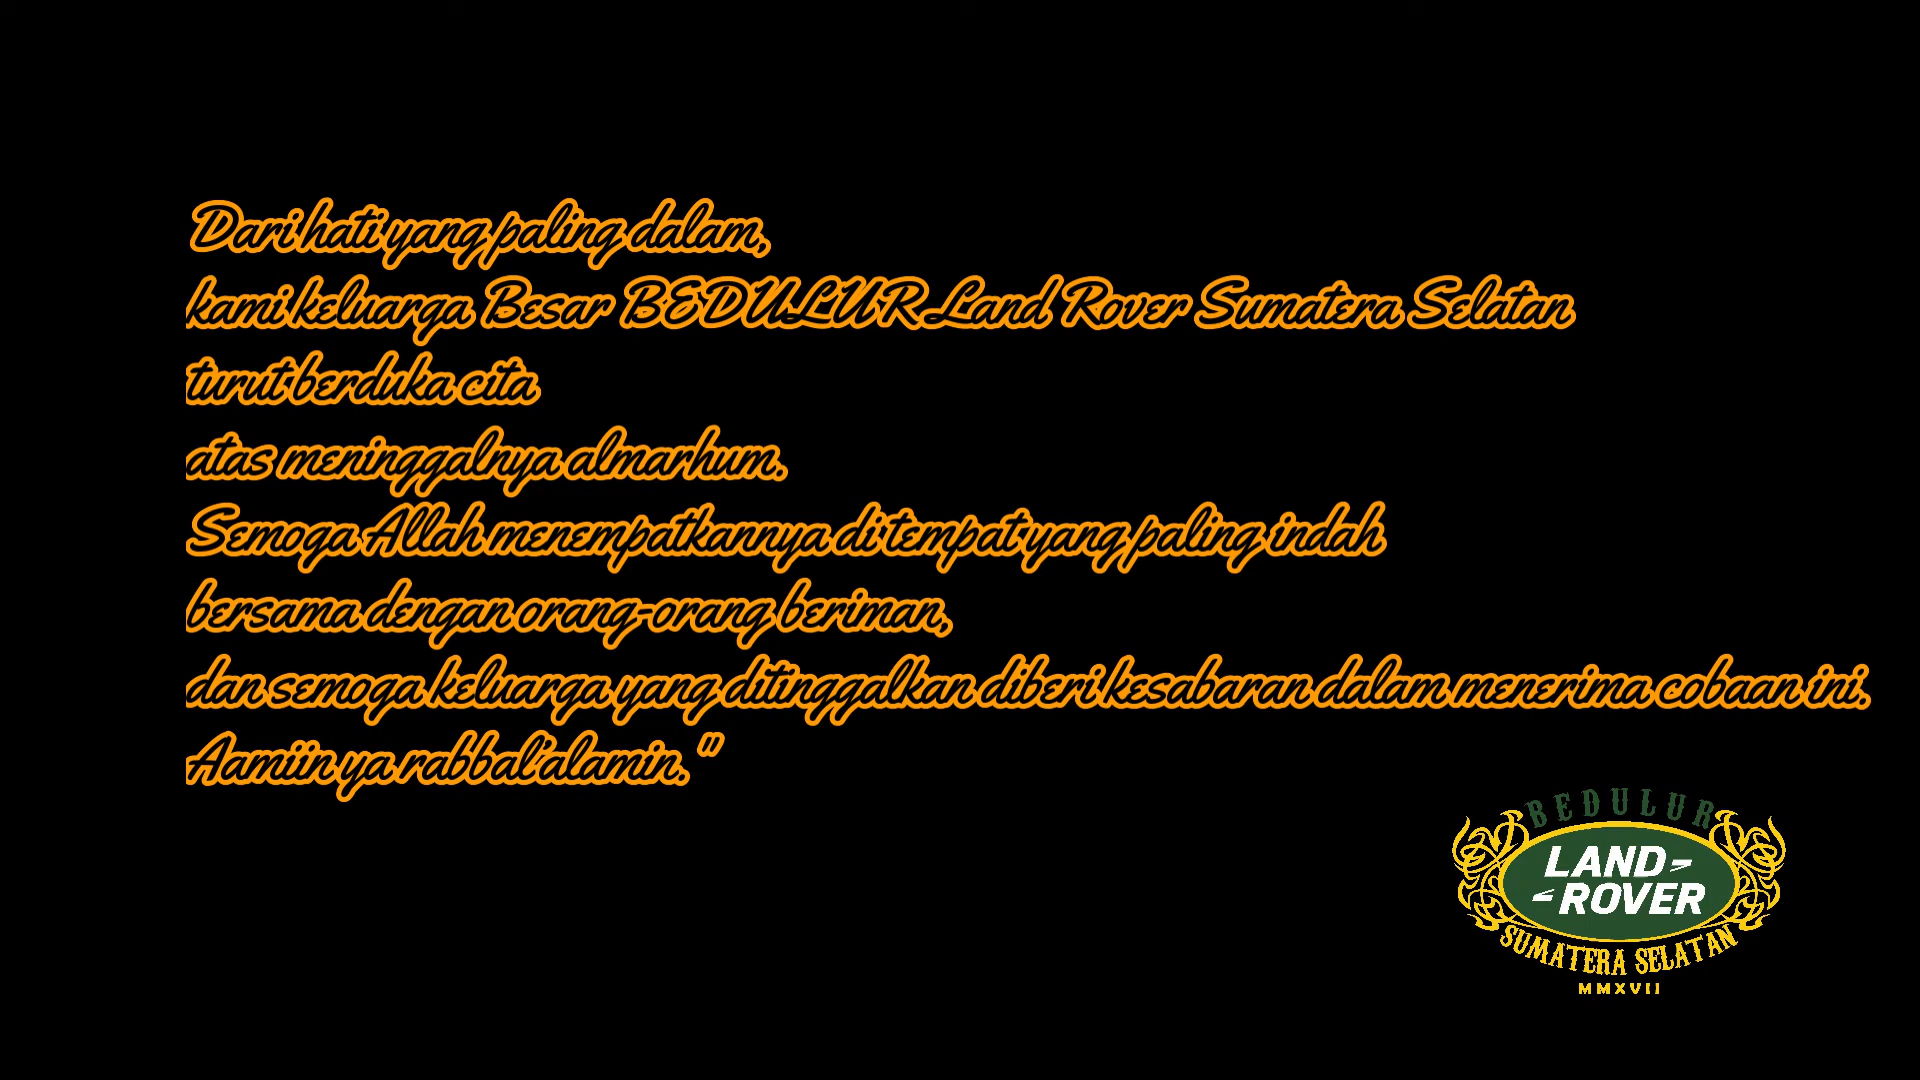 Dari hati yang paling dalam,
kami keluarga Besar BEDULUR Land Rover Sumatera Selatan
turut berduka cita
atas meninggalnya almarhum.
Semoga Allah menempatkannya di tempat yang paling indah
bersama dengan orang-orang beriman,
dan semoga keluarga yang ditinggalkan diberi kesabaran dalam menerima cobaan ini.
Aamiin ya rabbal'alamin."
BEDULUR
LAND
ROVER
SUMATERA SELATAN
MMXVII